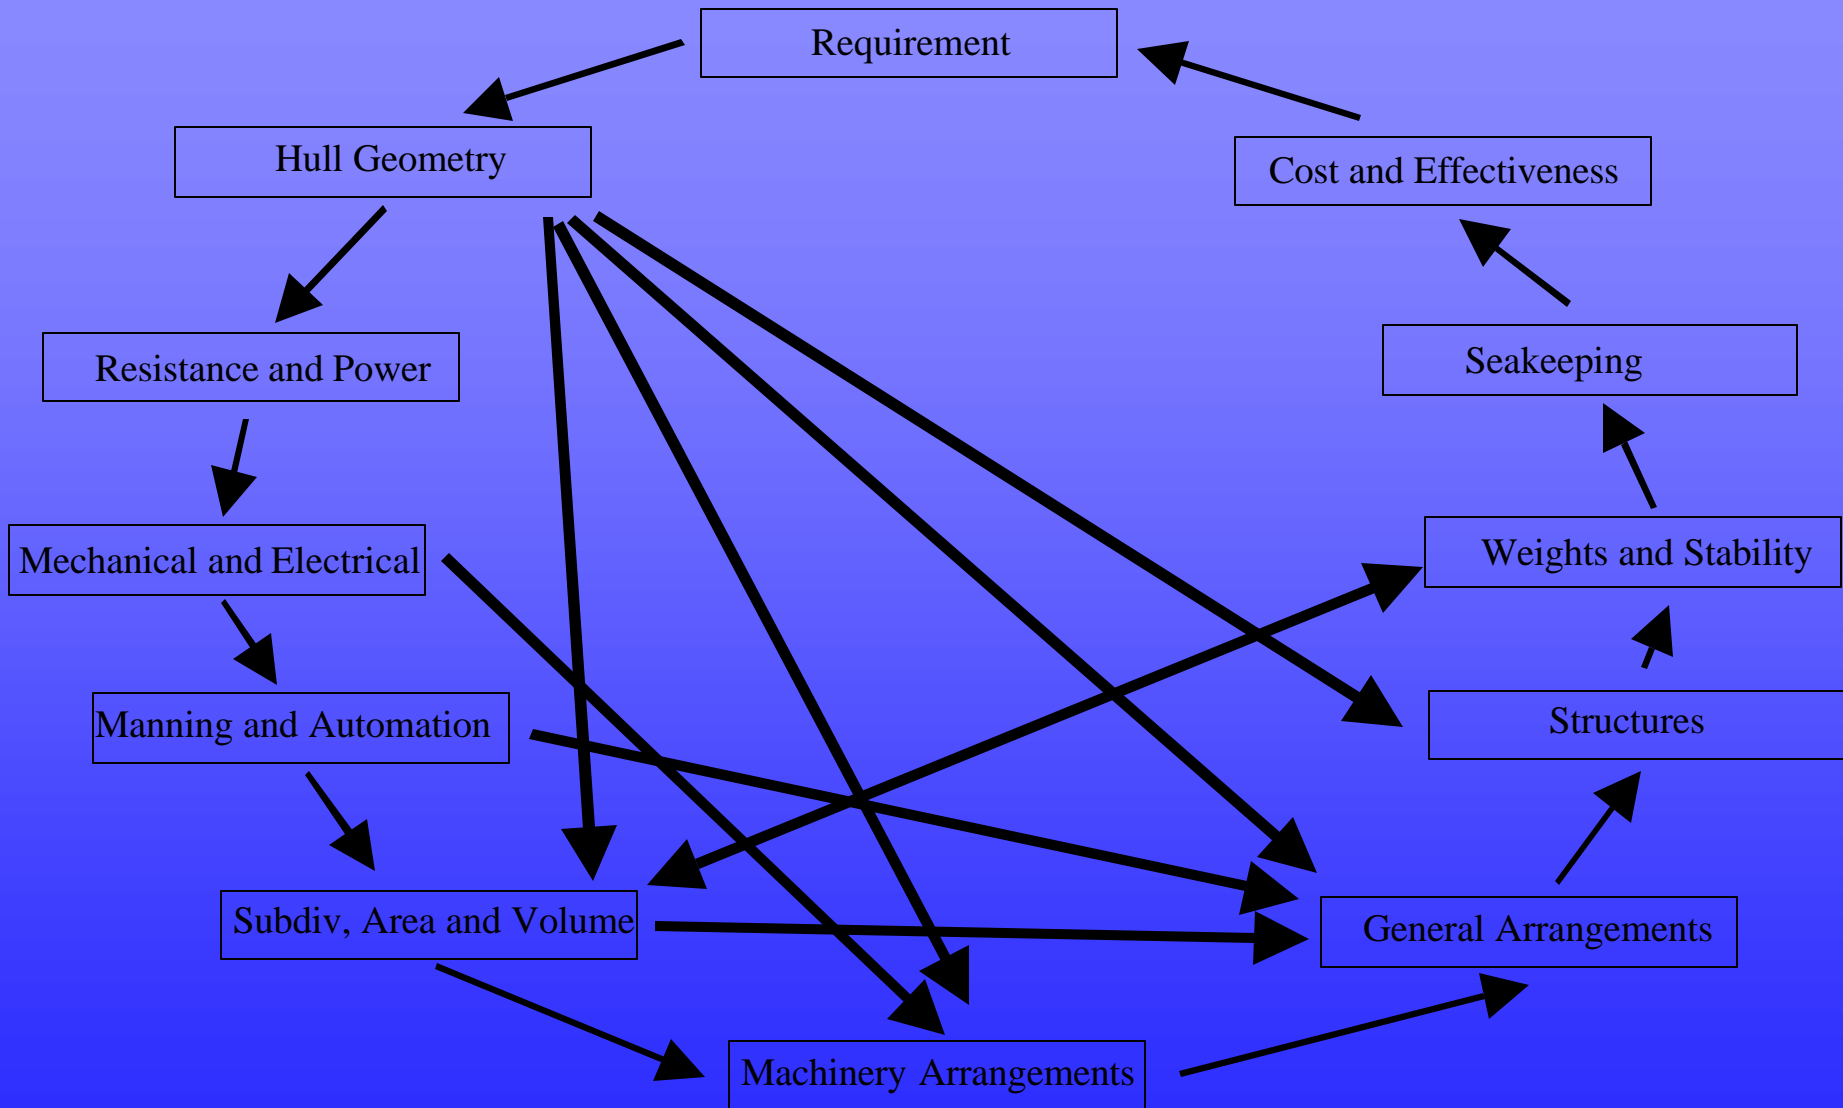 Requirement
Hull Geometry
Cost and Effectiveness
Resistance and Power
Seakeeping
Mechanical and Electrical
Weights and Stability
Manning and Automation
Structures
Subdiv, Area and Volume
General Arrangements
Machinery Arrangements